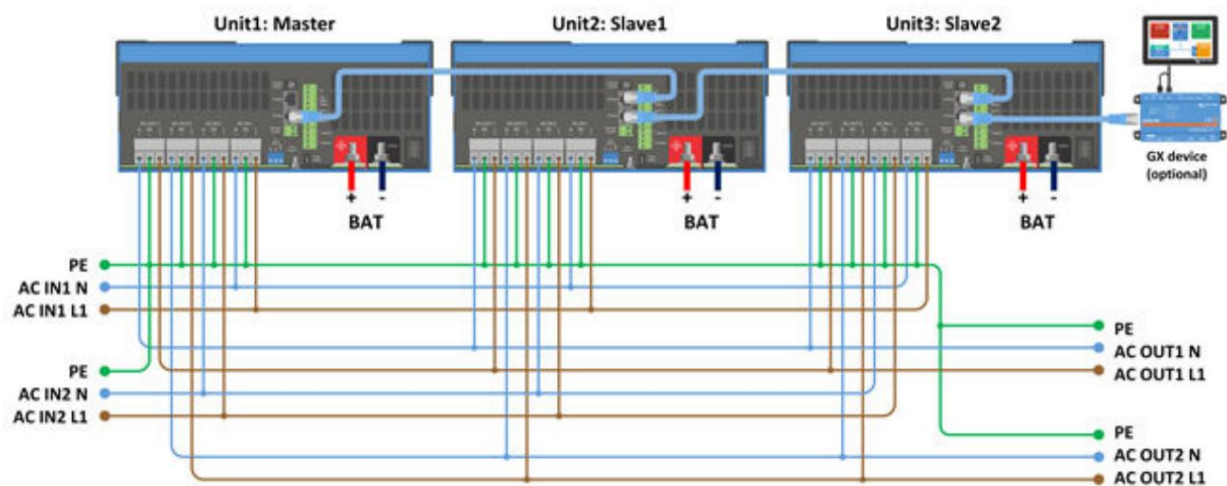 Unit1: Master
Unit2: Slave1
Unit3: Slave2
GX device
(optional)
+ -
BAT
+ -
BAT
+ -
BAT
PE
AC IN1 N
AC IN1 L1
PE
AC IN2 N
AC IN2 L1
PE
AC OUT1 N
AC OUT1 L1
PE
AC OUT2 N
AC OUT2 L1